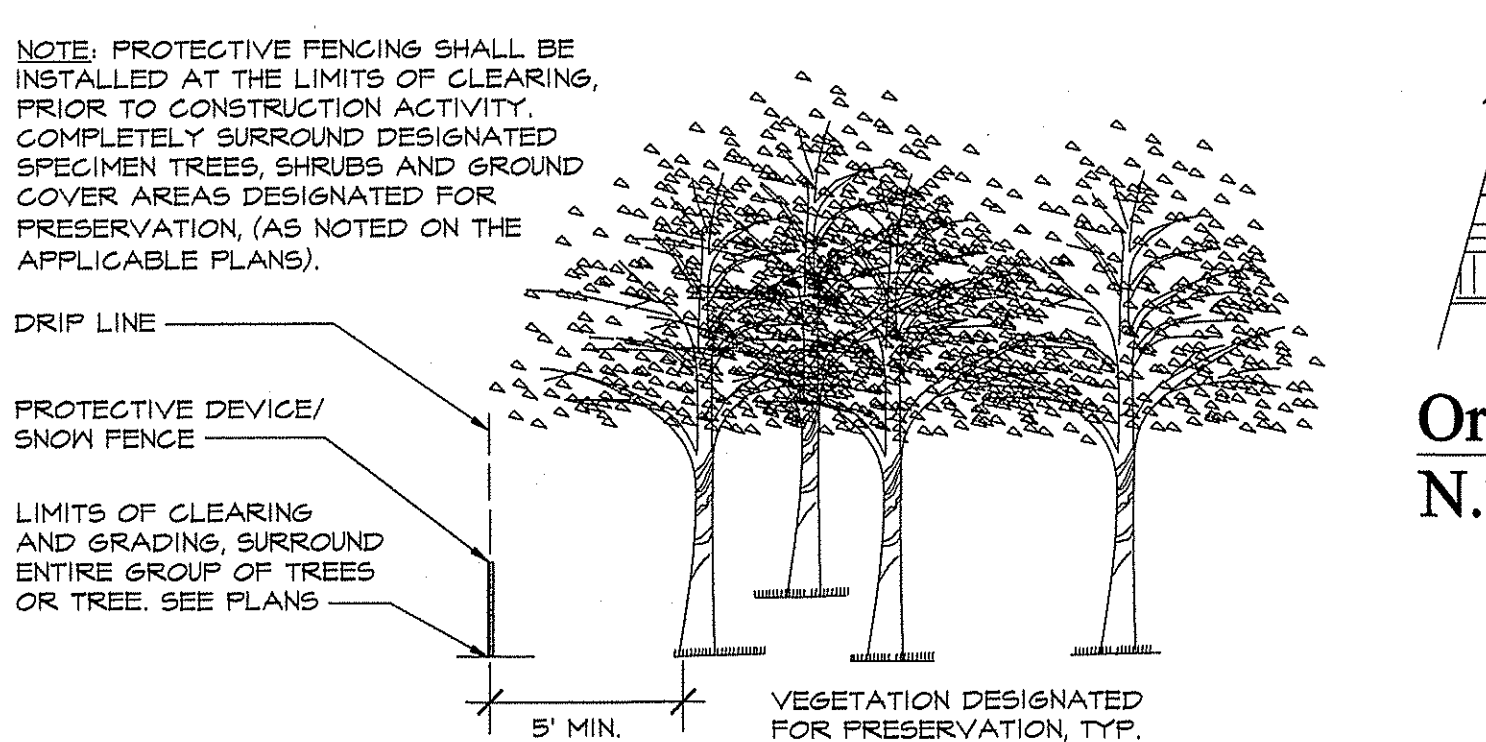 NOTE: PROTECTIVE FENCING SHALL BE
INSTALLED AT THE LIMITS OF CLEARING,
PRIOR TO CONSTRUCTION ACTIVITY.
COMPLETELY SURROUND DESIGNATED
SPECIMEN TREES, SHRUBS AND GROUND
COVER AREAS DESIGNATED FOR
PRESERVATION, (AS NOTED ON THE
APPLICABLE PLANS).
DRIP LINE
PROTECTIVE DEVICE/
SNOW FENCE
LIMITS OF CLEARING
AND GRADING, SURROUND
ENTIRE GROUP OF TREES
OR TREE. SEE PLANS
5' MIN.
VEGETATION DESIGNATED
FOR PRESERVATION, TYP.
Or
N.